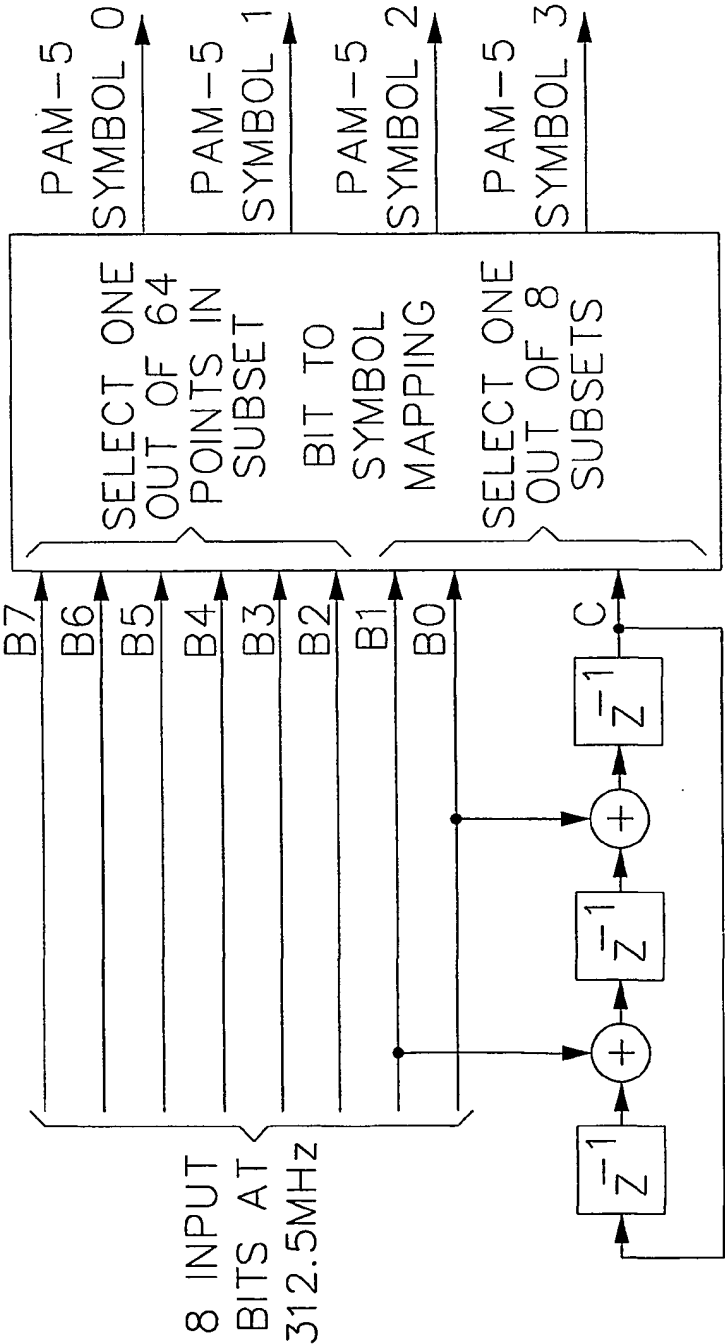 8 INPUT
BITS AT
312.5MHz
B7
B6
B5
B4
B3
B2
B1
B0
C
z^-1
+
z^-1
+
z^-1
SELECT ONE
OUT OF 64
POINTS IN
SUBSET
BIT TO
SYMBOL
MAPPING
SELECT ONE
OUT OF 8
SUBSETS
PAM-5
SYMBOL 0
PAM-5
SYMBOL 1
PAM-5
SYMBOL 2
PAM-5
SYMBOL 3